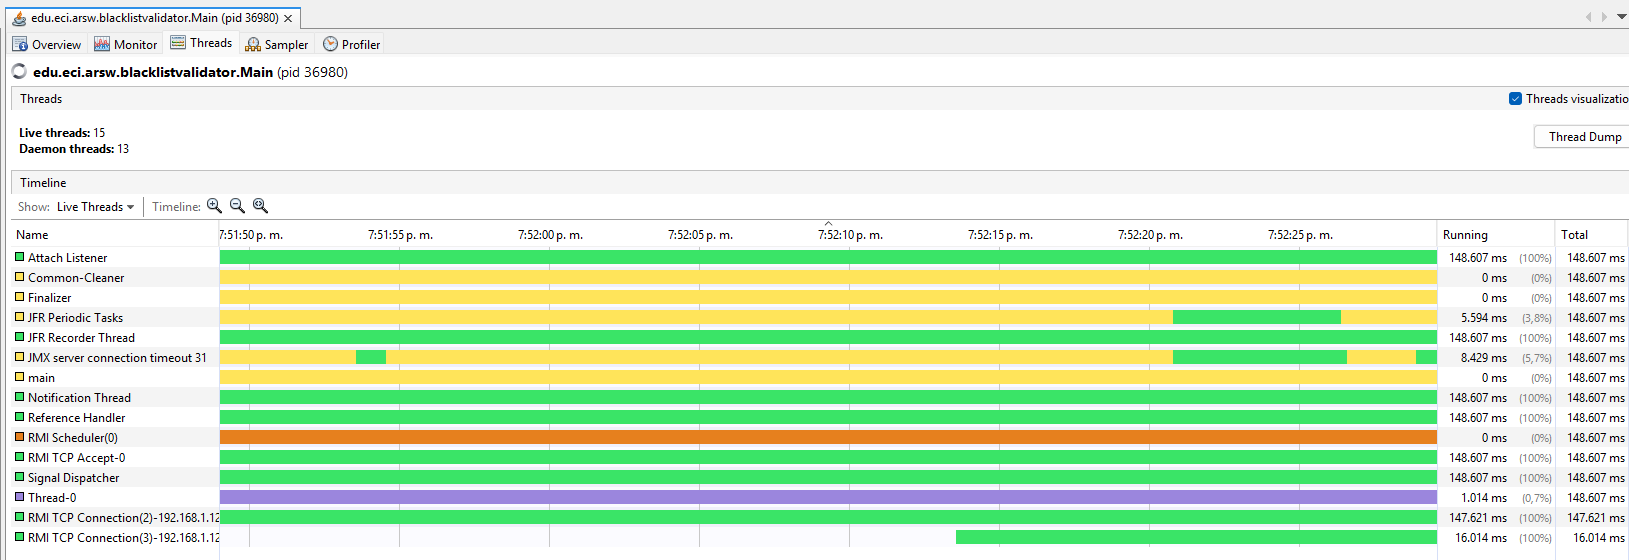 edu.eci.arsw.blacklistvalidator.Main (pid 36980)
Overview Monitor Threads Sampler Profiler
edu.eci.arsw.blacklistvalidator.Main (pid 36980)
Threads Threads visualizatio
Live threads: 15
Daemon threads: 13
Thread Dump
Timeline
Show: Live Threads Timeline:
Name 7:51:50 p. m. 7:51:55 p. m. 7:52:00 p. m. 7:52:05 p. m. 7:52:10 p. m. 7:52:15 p. m. 7:52:20 p. m. 7:52:25 p. m. Running Total
Attach Listener 148.607 ms (100%) 148.607 ms
Common-Cleaner 0 ms (0%) 148.607 ms
Finalizer 0 ms (0%) 148.607 ms
JFR Periodic Tasks 5.594 ms (3,8%) 148.607 ms
JFR Recorder Thread 148.607 ms (100%) 148.607 ms
JMX server connection timeout 31 8.429 ms (5,7%) 148.607 ms
main 0 ms (0%) 148.607 ms
Notification Thread 148.607 ms (100%) 148.607 ms
Reference Handler 148.607 ms (100%) 148.607 ms
RMI Scheduler(0) 0 ms (0%) 148.607 ms
RMI TCP Accept-0 148.607 ms (100%) 148.607 ms
Signal Dispatcher 148.607 ms (100%) 148.607 ms
Thread-0 1.014 ms (0,7%) 148.607 ms
RMI TCP Connection(2)-192.168.1.12 147.621 ms (100%) 147.621 ms
RMI TCP Connection(3)-192.168.1.12 16.014 ms (100%) 16.014 ms